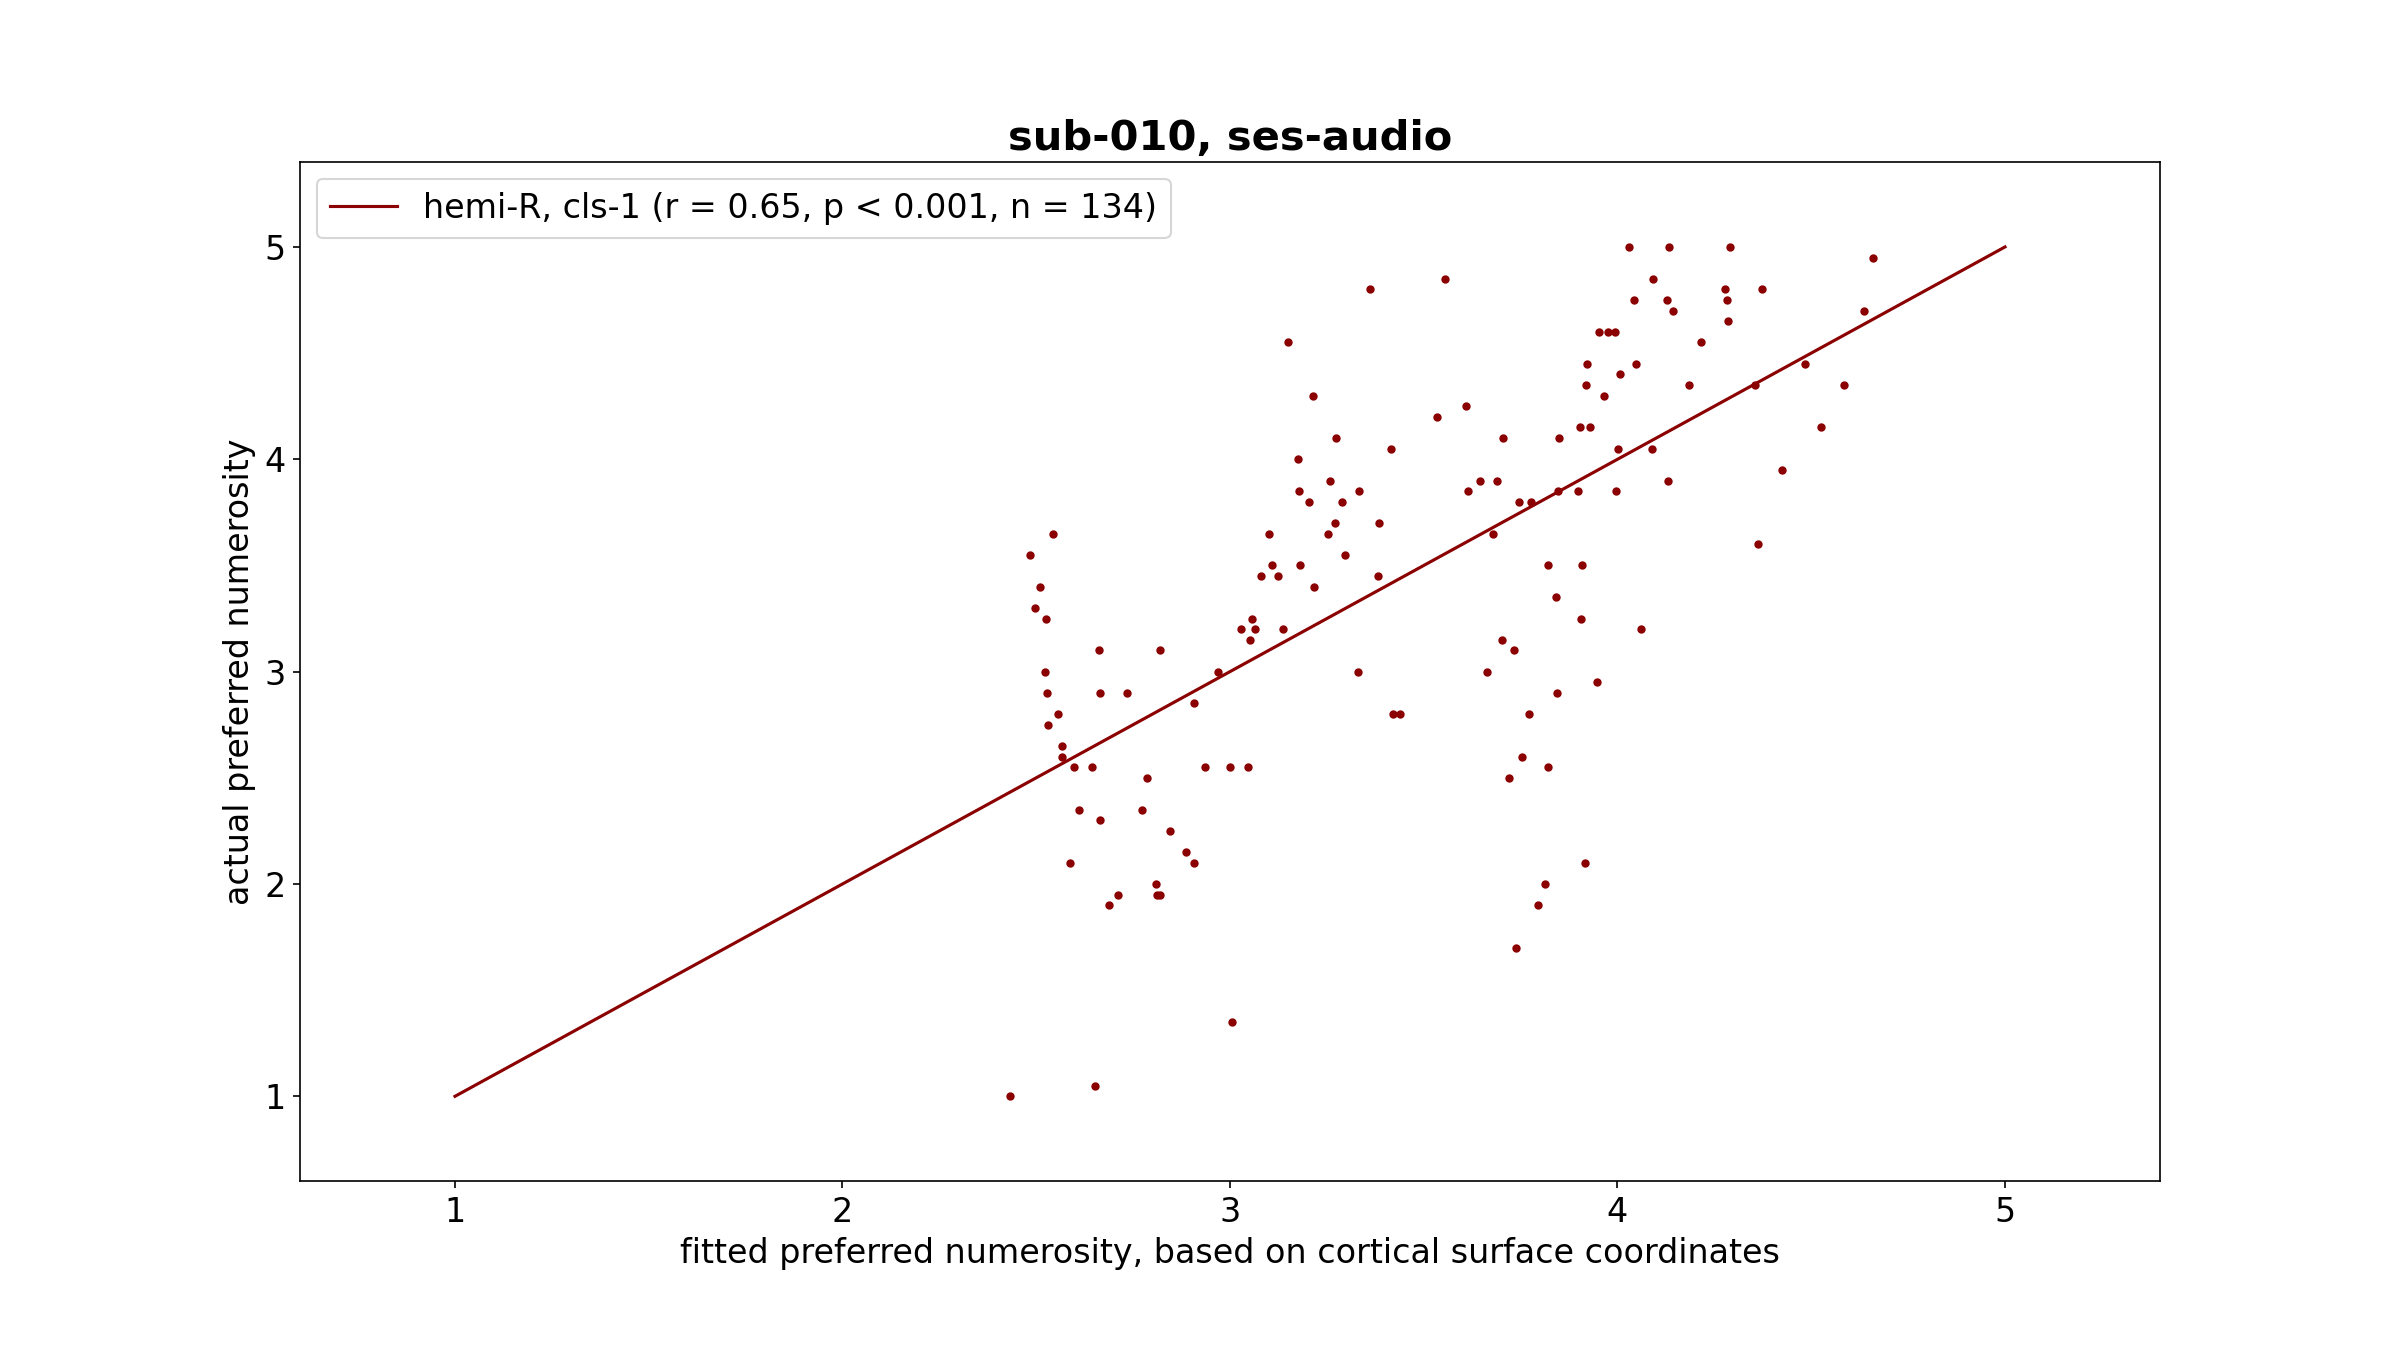 sub-010, ses-audio
hemi-R, cls-1 (r = 0.65, p < 0.001, n = 134)
5
4
3
2
1
actual preferred numerosity
1 2 3 4 5
fitted preferred numerosity, based on cortical surface coordinates